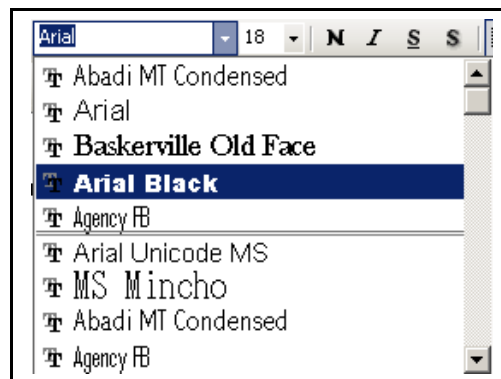 Arial 18 N I S S
Abadi MT Condensed
Arial
Baskerville Old Face
Arial Black
Agency FB
Arial Unicode MS
MS Mincho
Abadi MT Condensed
Agency FB